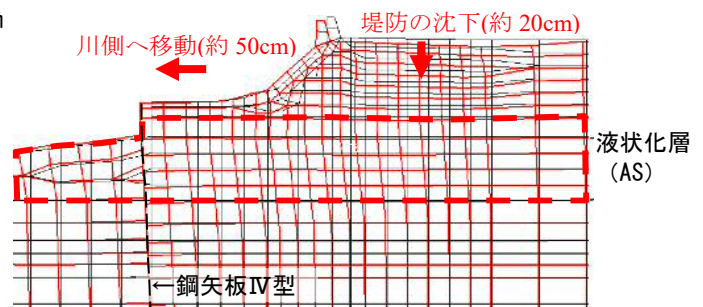 m
堤防の沈下(約 20cm)
川側へ移動(約 50cm)
液状化層
(AS)
←鋼矢板Ⅳ型